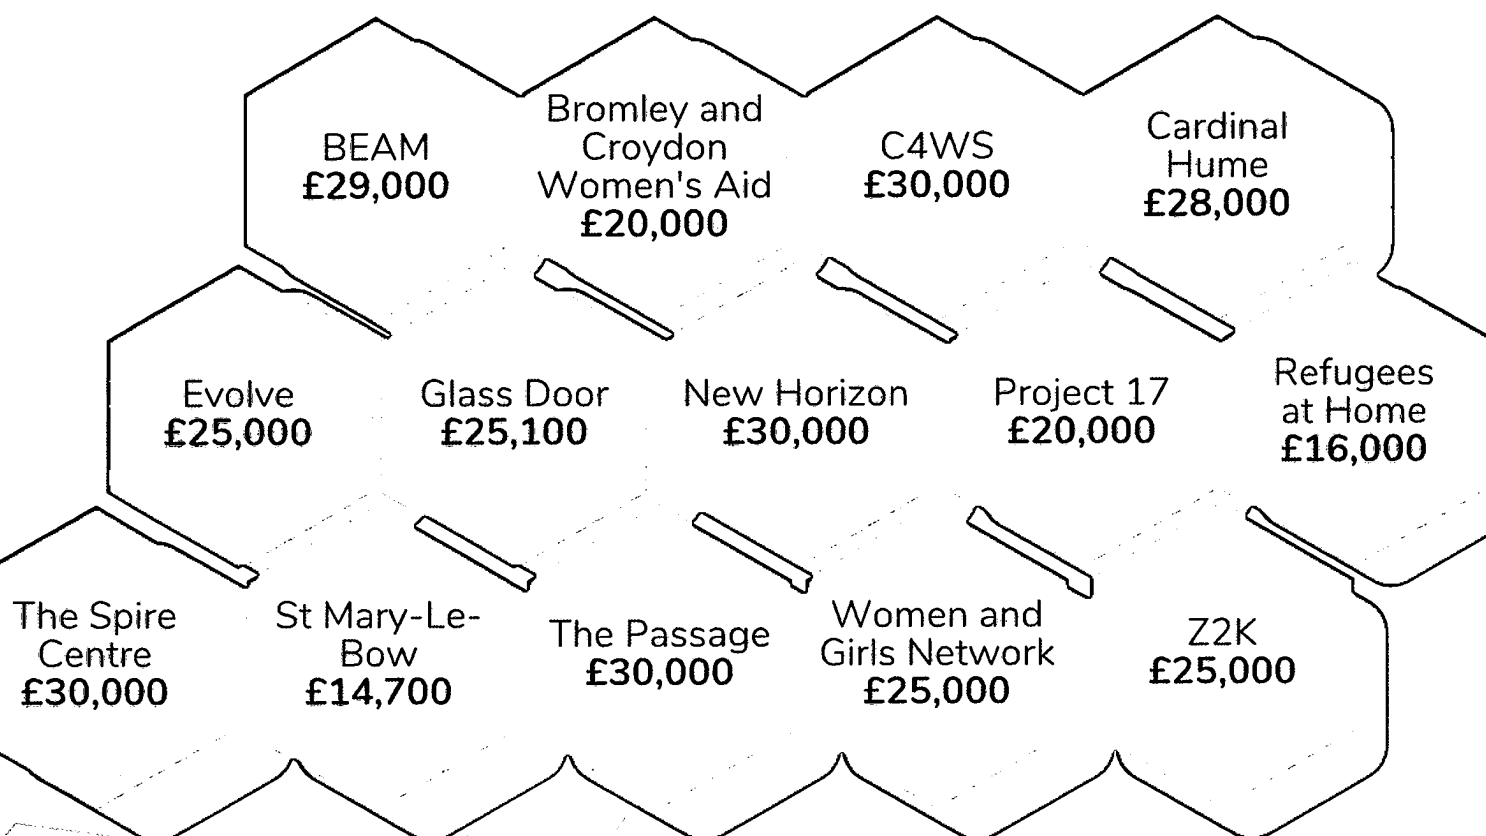 BEAM
£29,000
Bromley and
Croydon
Women's Aid
£20,000
C4WS
£30,000
Cardinal
Hume
£28,000
Evolve
£25,000
Glass Door
£25,100
New Horizon
£30,000
Project 17
£20,000
Refugees
at Home
£16,000
The Spire
Centre
£30,000
St Mary-Le-
Bow
£14,700
The Passage
£30,000
Women and
Girls Network
£25,000
Z2K
£25,000